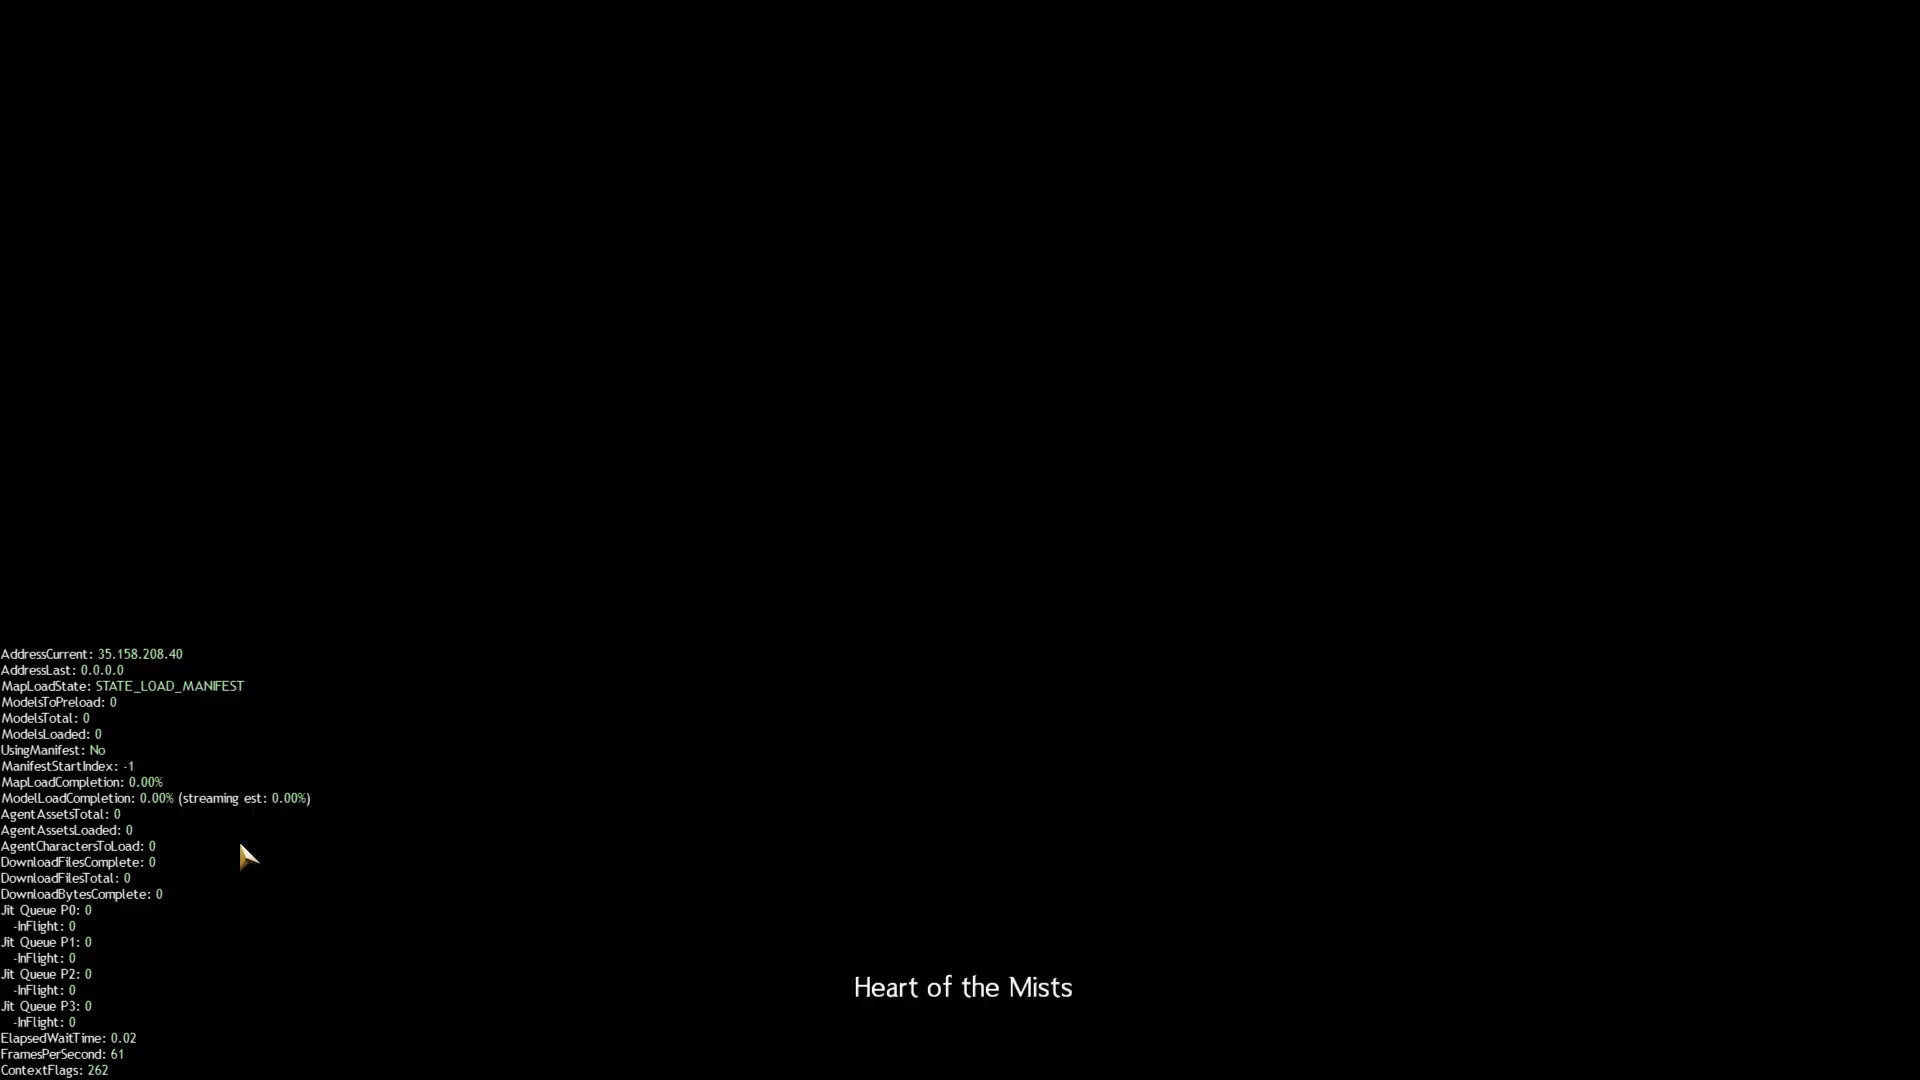 AddressCurrent: 35.158.208.40
AddressLast: 0.0.0.0
MapLoadState: STATE_LOAD_MANIFEST
ModelsToPreload: 0
ModelsTotal: 0
ModelsLoaded: 0
UsingManifest: No
ManifestStartIndex: -1
MapLoadCompletion: 0.00%
ModelLoadCompletion: 0.00% (streaming est: 0.00%)
AgentAssetsTotal: 0
AgentAssetsLoaded: 0
AgentCharactersToLoad: 0
DownloadFilesComplete: 0
DownloadFilesTotal: 0
DownloadBytesComplete: 0
Jit Queue P0: 0
-InFlight: 0
Jit Queue P1: 0
-InFlight: 0
Jit Queue P2: 0
-InFlight: 0
Jit Queue P3: 0
-InFlight: 0
ElapsedWaitTime: 0.02
FramesPerSecond: 61
ContextFlags: 262
Heart of the Mists